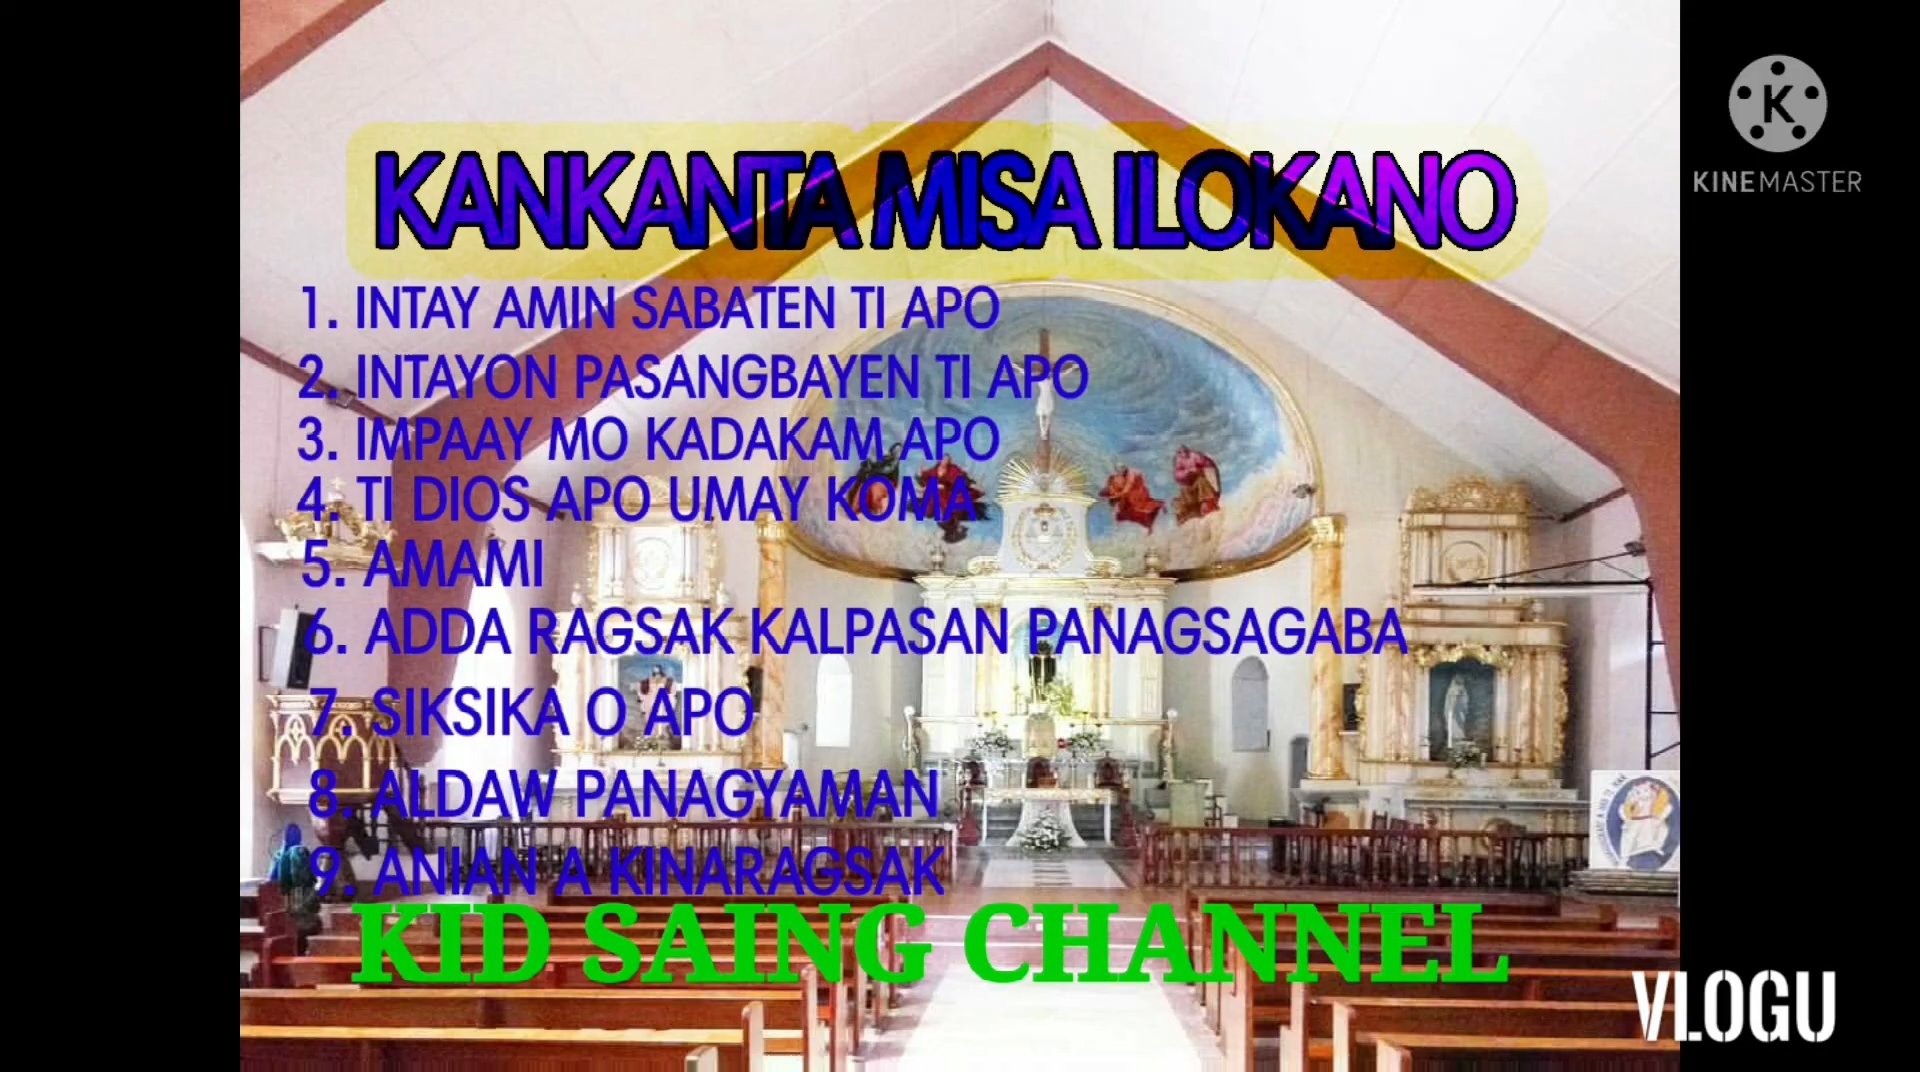 KANKANTA MISA ILOKANO
1. INTAY AMIN SABATEN TI APO
2. INTAYON PASANGBAYEN TI APO
3. IMPAAY MO KADAKAM APO
4. TI DIOS APO UMAY KOMA
5. AMAMI
6. ADDA RAGSAK KALPASAN PANAGSAGABA
7. SIKSIKA O APO
8. ALDAW PANAGYAMAN
9. ANIAN A KINARAGSAK
KID SAING CHANNEL
K
KINEMASTER
VLOGU